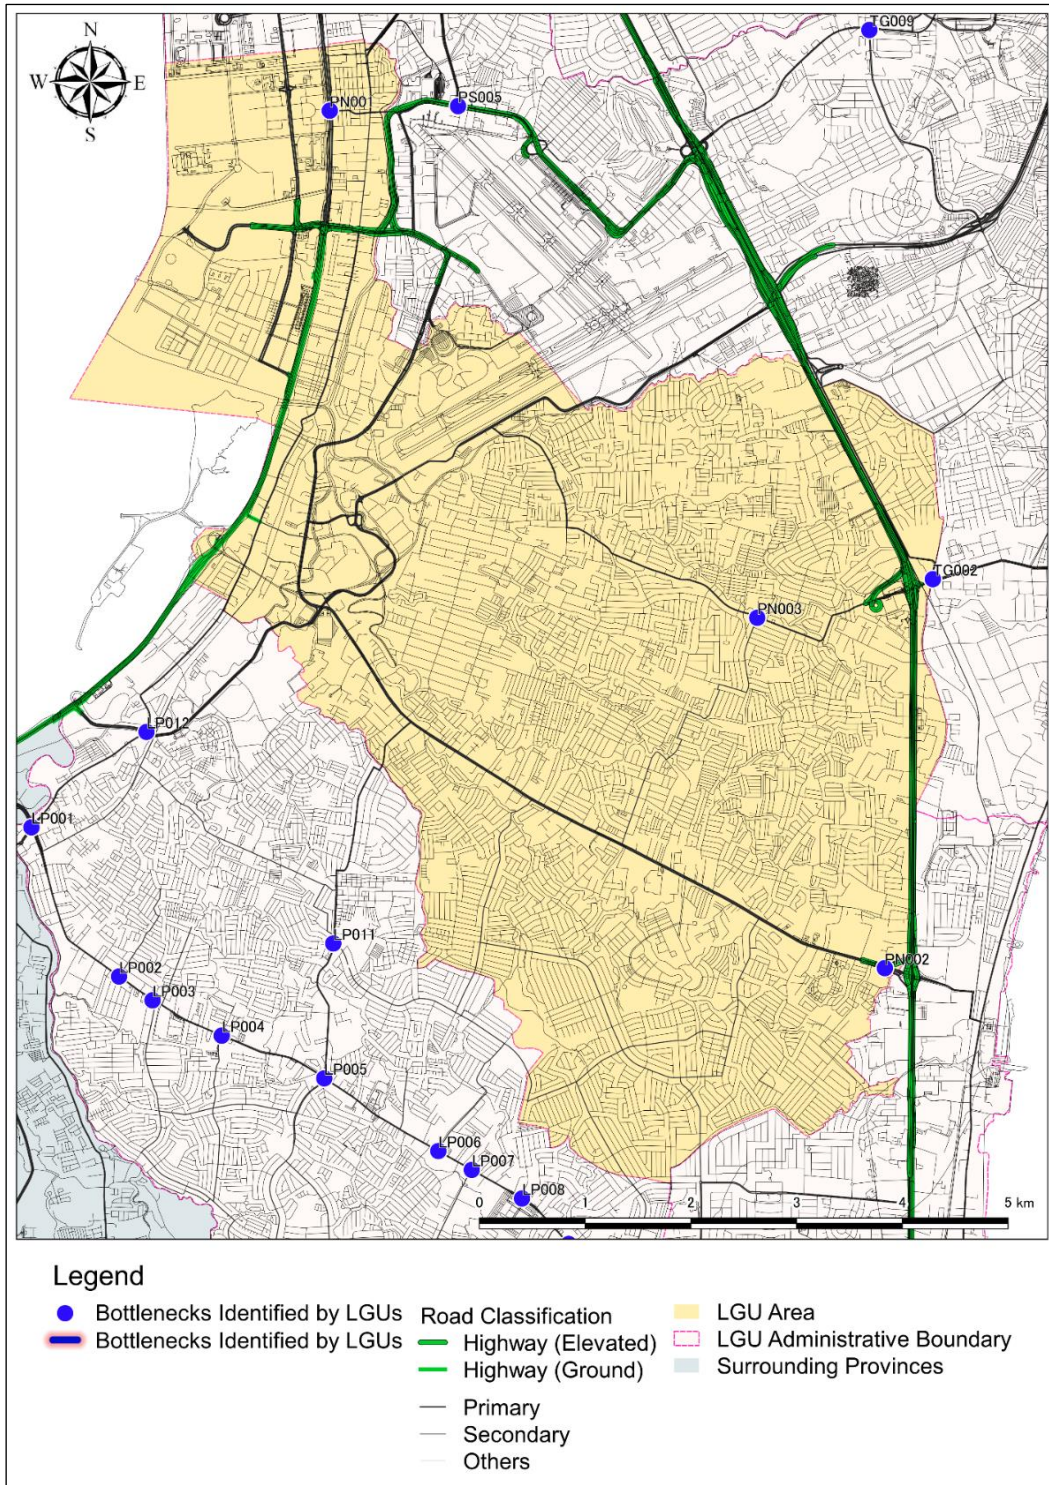 N
W E
S
TG009
PN001
PS005
TG002
PN003
LP012
LP001
LP011
PN002
LP002
LP003
LP004
LP005
LP006
LP007
LP008
0 1 2 3 4 5 km
Legend
Bottlenecks Identified by LGUs
Bottlenecks Identified by LGUs
Road Classification
Highway (Elevated)
Highway (Ground)
Primary
Secondary
Others
LGU Area
LGU Administrative Boundary
Surrounding Provinces